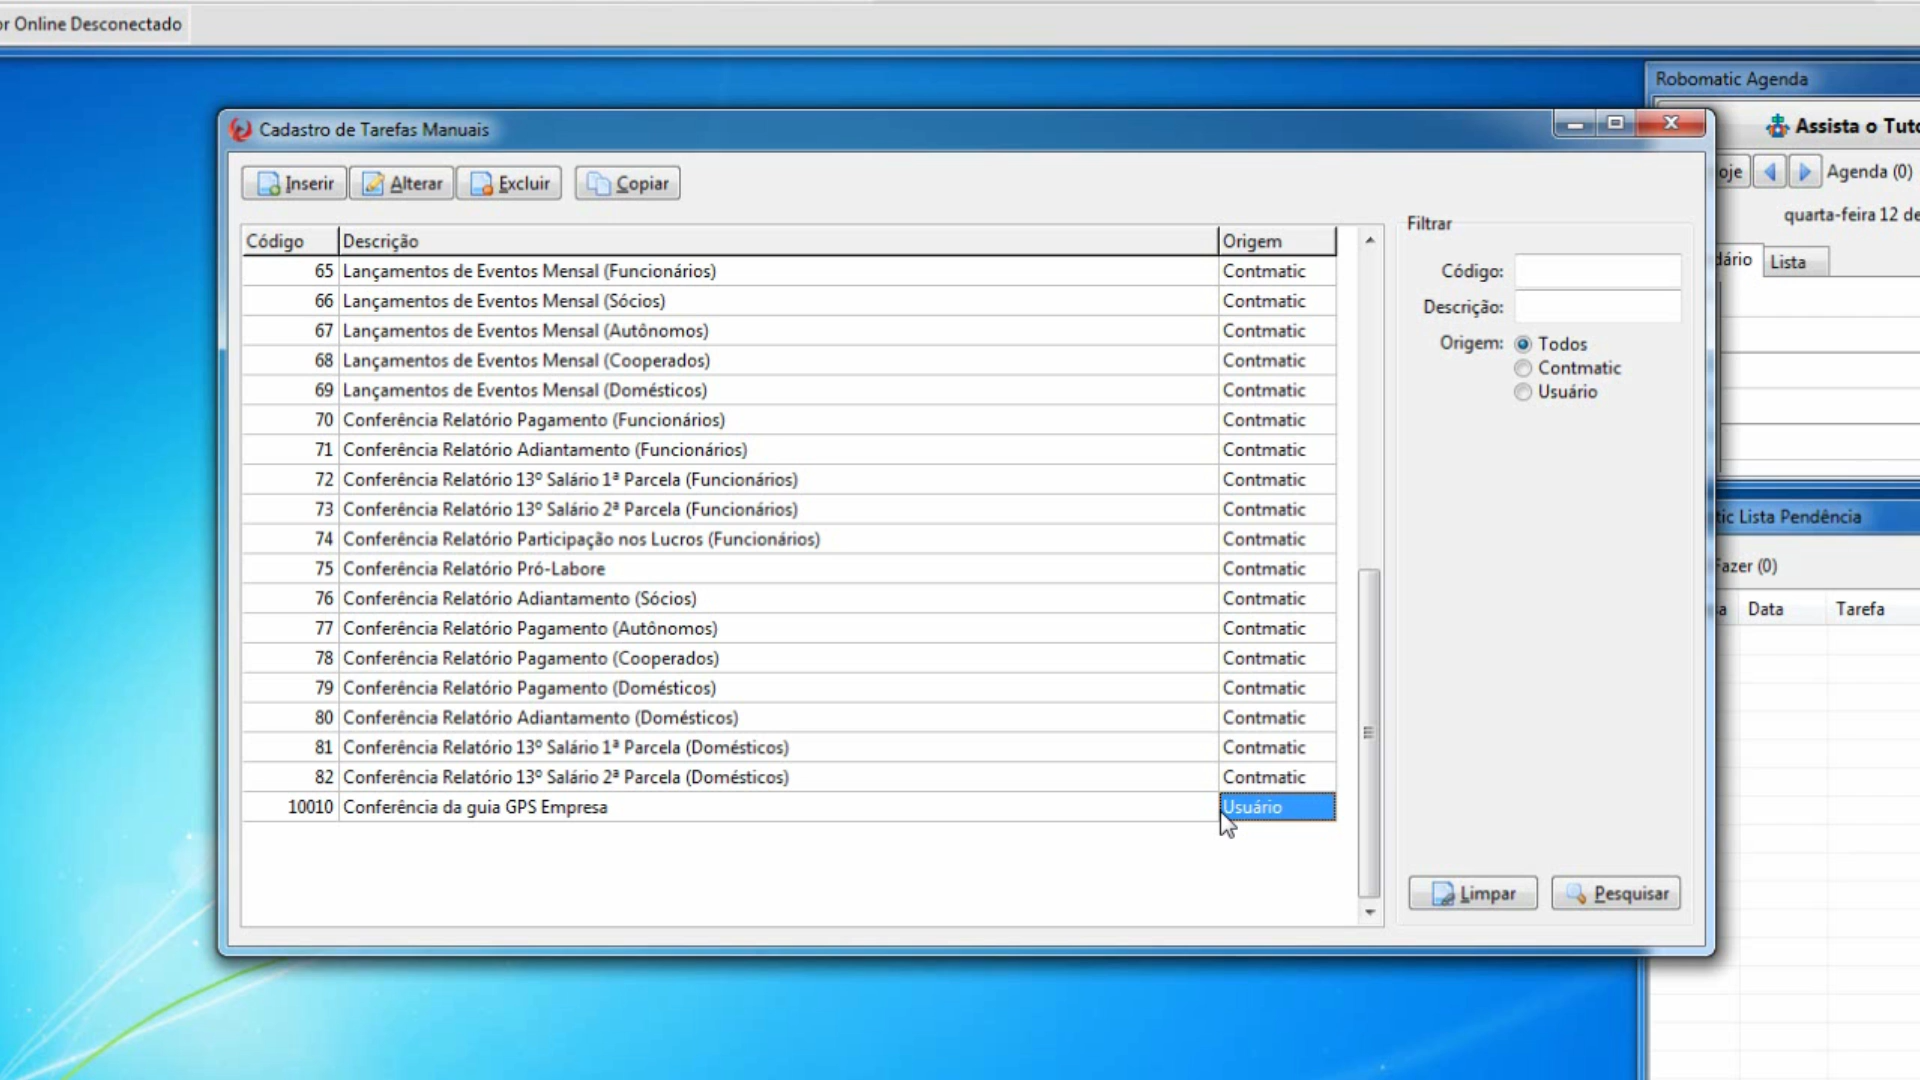 Online Desconectado
Robomatic Agenda
Cadastro de Tarefas Manuais
Assista o
Inserir
Alterar
Excluir
Copiar
Agenda (0)
quarta-feira 12 de
Lista
Filtrar
Código:
Descrição:
Origem:
Todos
Contmatic
Usuário
Código Descrição Origem
65 Lançamentos de Eventos Mensal (Funcionários) Contmatic
66 Lançamentos de Eventos Mensal (Sócios) Contmatic
67 Lançamentos de Eventos Mensal (Autônomos) Contmatic
68 Lançamentos de Eventos Mensal (Cooperados) Contmatic
69 Lançamentos de Eventos Mensal (Domésticos) Contmatic
70 Conferência Relatório Pagamento (Funcionários) Contmatic
71 Conferência Relatório Adiantamento (Funcionários) Contmatic
72 Conferência Relatório 13º Salário 1ª Parcela (Funcionários) Contmatic
73 Conferência Relatório 13º Salário 2ª Parcela (Funcionários) Contmatic
74 Conferência Relatório Participação nos Lucros (Funcionários) Contmatic
75 Conferência Relatório Pró-Labore Contmatic
76 Conferência Relatório Adiantamento (Sócios) Contmatic
77 Conferência Relatório Pagamento (Autônomos) Contmatic
78 Conferência Relatório Pagamento (Cooperados) Contmatic
79 Conferência Relatório Pagamento (Domésticos) Contmatic
80 Conferência Relatório Adiantamento (Domésticos) Contmatic
81 Conferência Relatório 13º Salário 1ª Parcela (Domésticos) Contmatic
82 Conferência Relatório 13º Salário 2ª Parcela (Domésticos) Contmatic
10010 Conferência da guia GPS Empresa Usuário
Limpar
Pesquisar
Lista Pendência
Fazer (0)
Data Tarefa